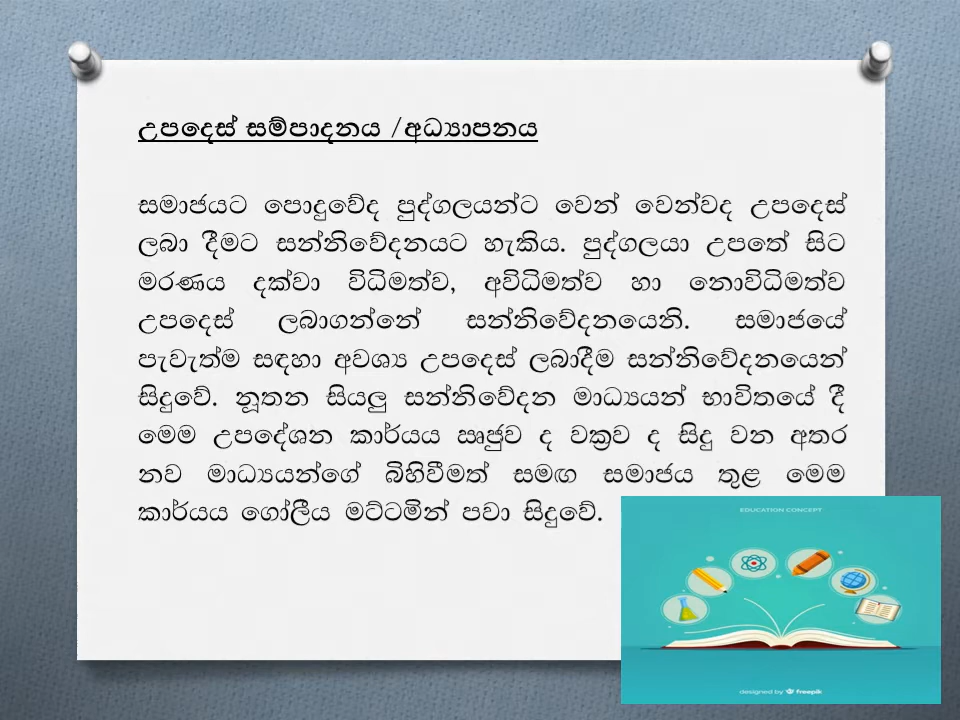 උපදෙස් සම්පාදනය /අධ්‍යාපනය
සමාජයට පොදුවේද පුද්ගලයන්ට වෙන් වෙන්වද උපදෙස්
ලබා දීමට සන්නිවේදනයට හැකිය. පුද්ගලයා උපතේ සිට
මරණය දක්වා විධිමත්ව, අවිධිමත්ව හා නොවිධිමත්ව
උපදෙස් ලබාගන්නේ සන්නිවේදනයෙනි. සමාජයේ
පැවැත්ම සඳහා අවශ්‍ය උපදෙස් ලබාදීම සන්නිවේදනයෙන්
සිදුවේ. නූතන සියලු සන්නිවේදන මාධ්‍යයන් භාවිතයේ දී
මෙම උපදේශන කාර්යය ඍජුව ද වක්‍රව ද සිදු වන අතර
නව මාධ්‍යයන්ගේ බිහිවීමත් සමඟ සමාජය තුළ මෙම
කාර්යය ගෝලීය මට්ටමින් පවා සිදුවේ.
EDUCATION CONCEPT
designed by freepik